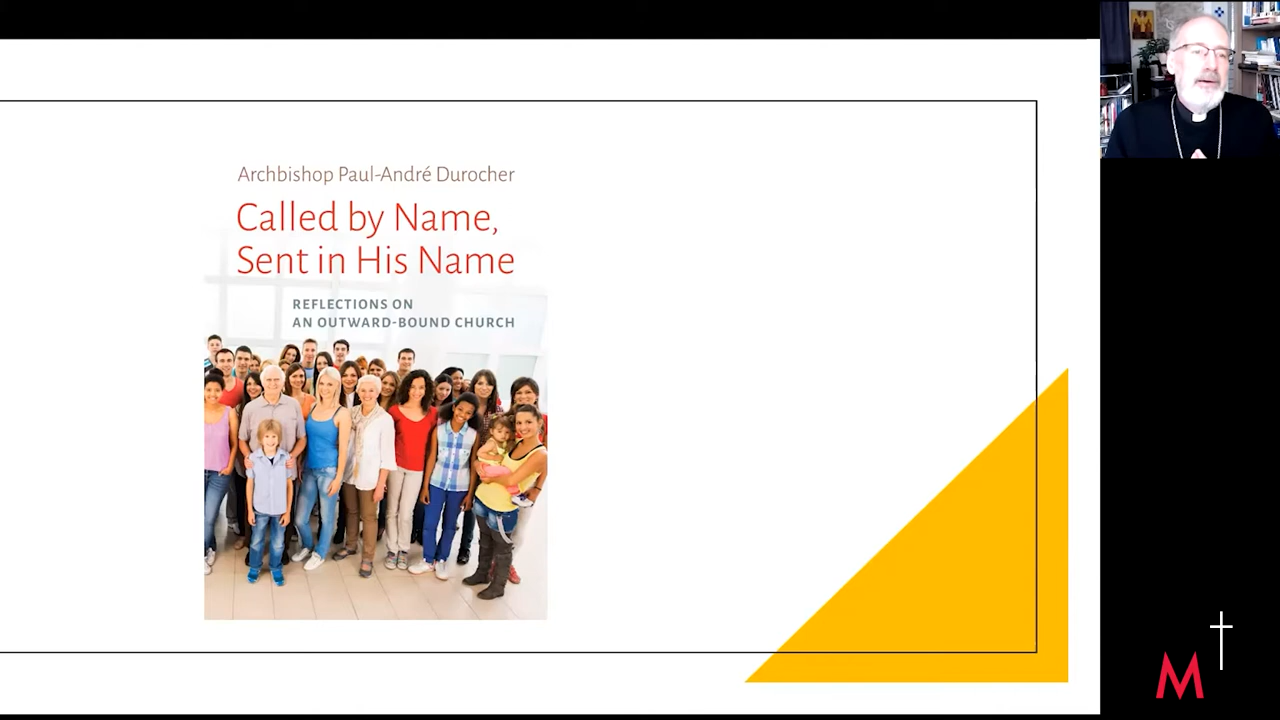 Archbishop Paul-André Durocher
Called by Name,
Sent in His Name
REFLECTIONS ON
AN OUTWARD-BOUND CHURCH
M